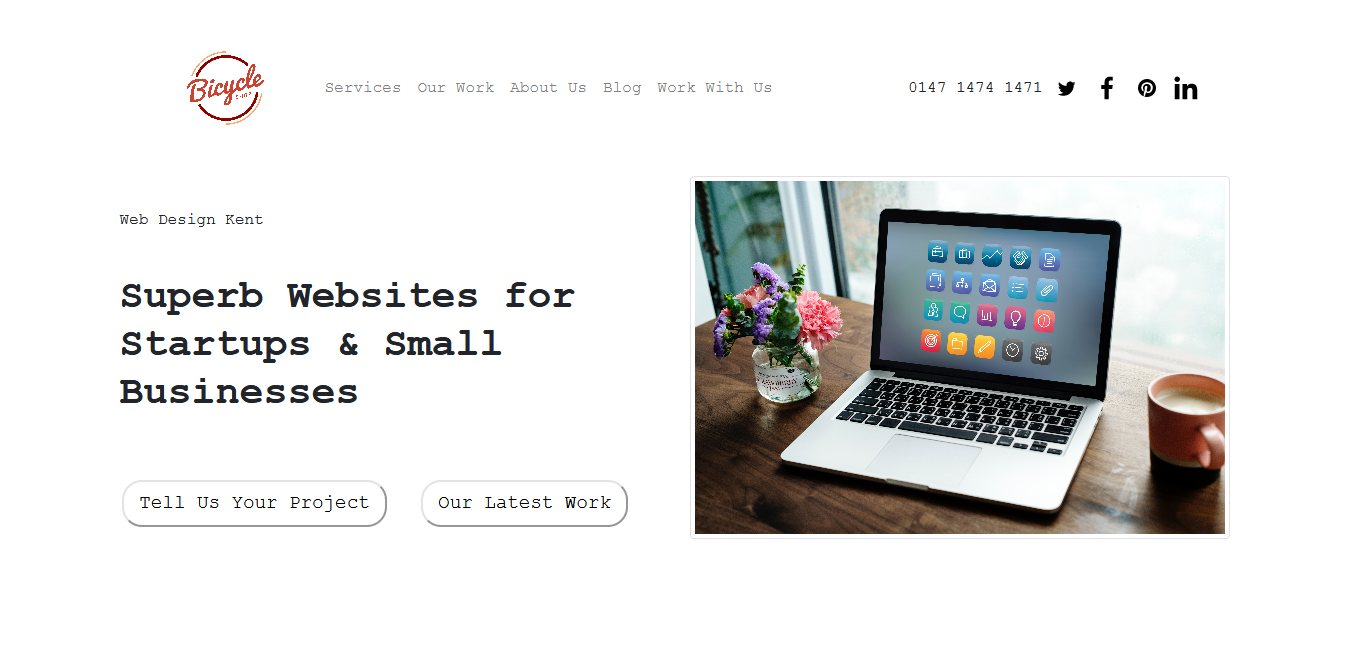 Bicycle
Services Our Work About Us Blog Work With Us
0147 1474 1471
Web Design Kent
Superb Websites for
Startups & Small
Businesses
Tell Us Your Project
Our Latest Work